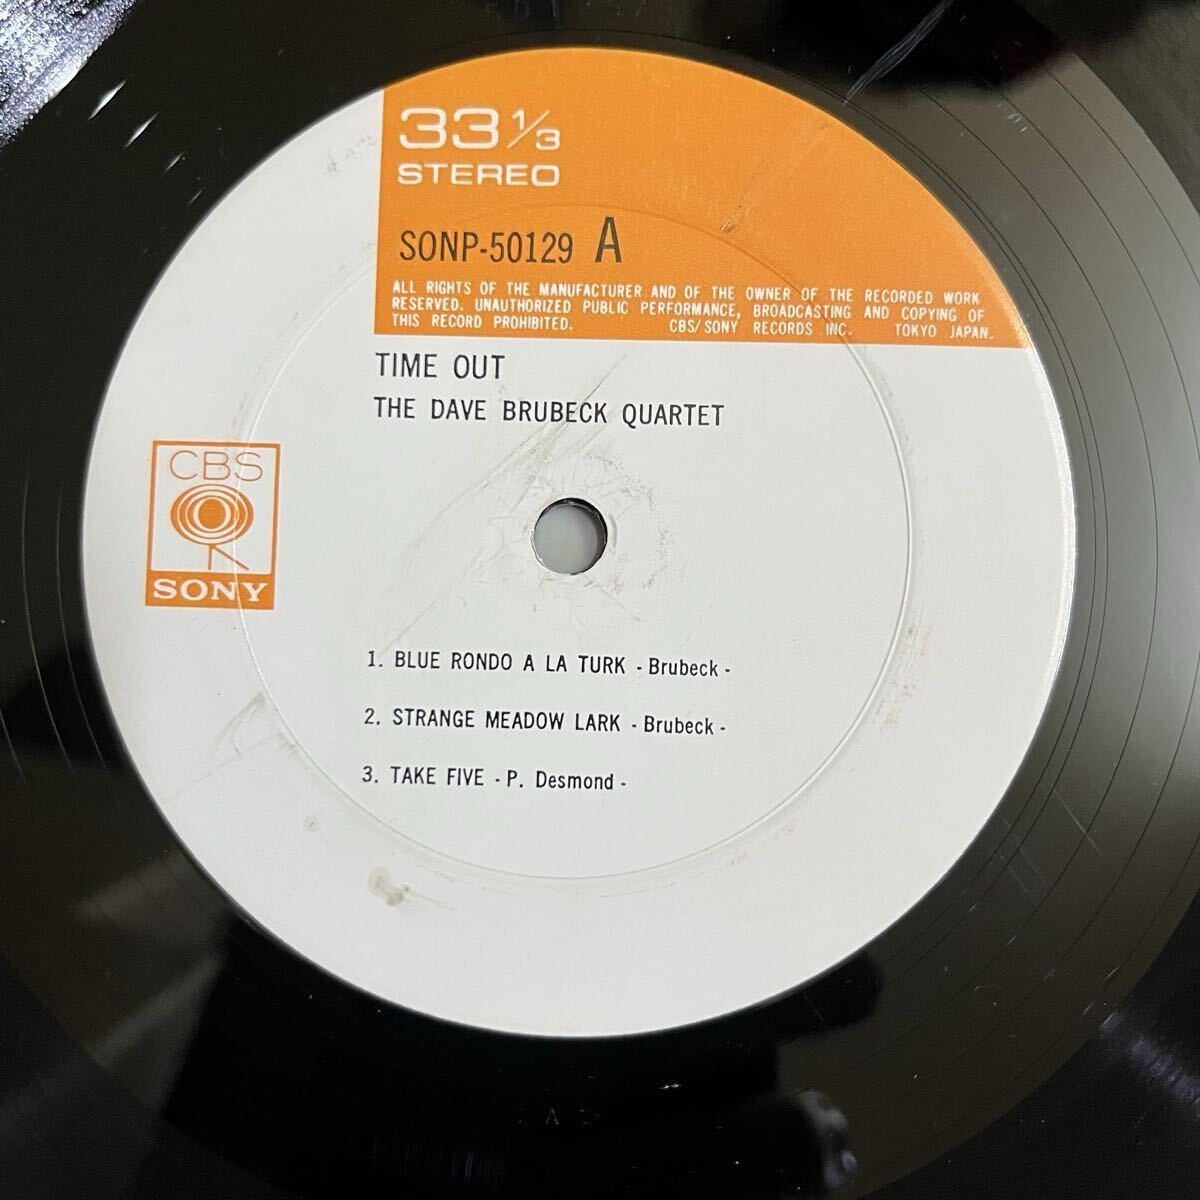 33 1/3
STEREO
SONP-50129 A
ALL RIGHTS OF THE MANUFACTURER AND OF THE OWNER OF THE RECORDED WORK
RESERVED. UNAUTHORIZED PUBLIC PERFORMANCE, BROADCASTING AND COPYING OF
THIS RECORD PROHIBITED. CBS/SONY RECORDS INC. TOKYO JAPAN.
TIME OUT
THE DAVE BRUBECK QUARTET
CBS
SONY
1. BLUE RONDO A LA TURK - Brubeck -
2. STRANGE MEADOW LARK - Brubeck -
3. TAKE FIVE - P. Desmond -